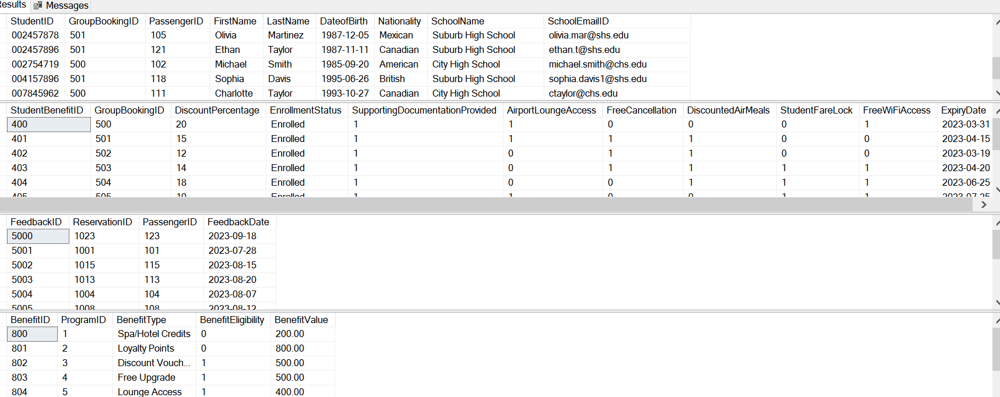 Results Messages
StudentID GroupBookingID PassengerID FirstName LastName DateofBirth Nationality SchoolName SchoolEmailID
002457878 501 105 Olivia Martinez 1987-12-05 Mexican Suburb High School olivia.mar@shs.edu
002457896 501 121 Ethan Taylor 1987-11-11 Canadian Suburb High School ethan.t@shs.edu
002754719 500 102 Michael Smith 1985-09-20 American City High School michael.smith@chs.edu
004157896 501 118 Sophia Davis 1995-06-26 British Suburb High School sophia.davis1@shs.edu
007845962 500 111 Charlotte Taylor 1993-10-27 Canadian City High School ctaylor@chs.edu
StudentBenefitID GroupBookingID DiscountPercentage EnrollmentStatus SupportingDocumentationProvided AirportLoungeAccess FreeCancellation DiscountedAirMeals StudentFareLock FreeWiFiAccess ExpiryDate
400 500 20 Enrolled 1 1 0 0 0 1 2023-03-31
401 501 15 Enrolled 1 1 1 1 0 0 2023-04-15
402 502 12 Enrolled 1 0 1 1 0 0 2023-03-19
403 503 14 Enrolled 1 0 1 1 1 1 2023-04-20
404 504 18 Enrolled 1 0 0 1 1 1 2023-06-25
405 505 Enrolled 1 1 0 0 1 1 2023-07-25
FeedbackID ReservationID PassengerID FeedbackDate
5000 1023 123 2023-09-18
5001 1001 101 2023-07-28
5002 1015 115 2023-08-15
5003 1013 113 2023-08-20
5004 1004 104 2023-08-07
5005 1008 108 2023-08-12
BenefitID ProgramID BenefitType BenefitEligibility BenefitValue
800 1 Spa/Hotel Credits 0 200.00
801 2 Loyalty Points 0 800.00
802 3 Discount Vouch... 1 500.00
803 4 Free Upgrade 1 500.00
804 5 Lounge Access 1 400.00